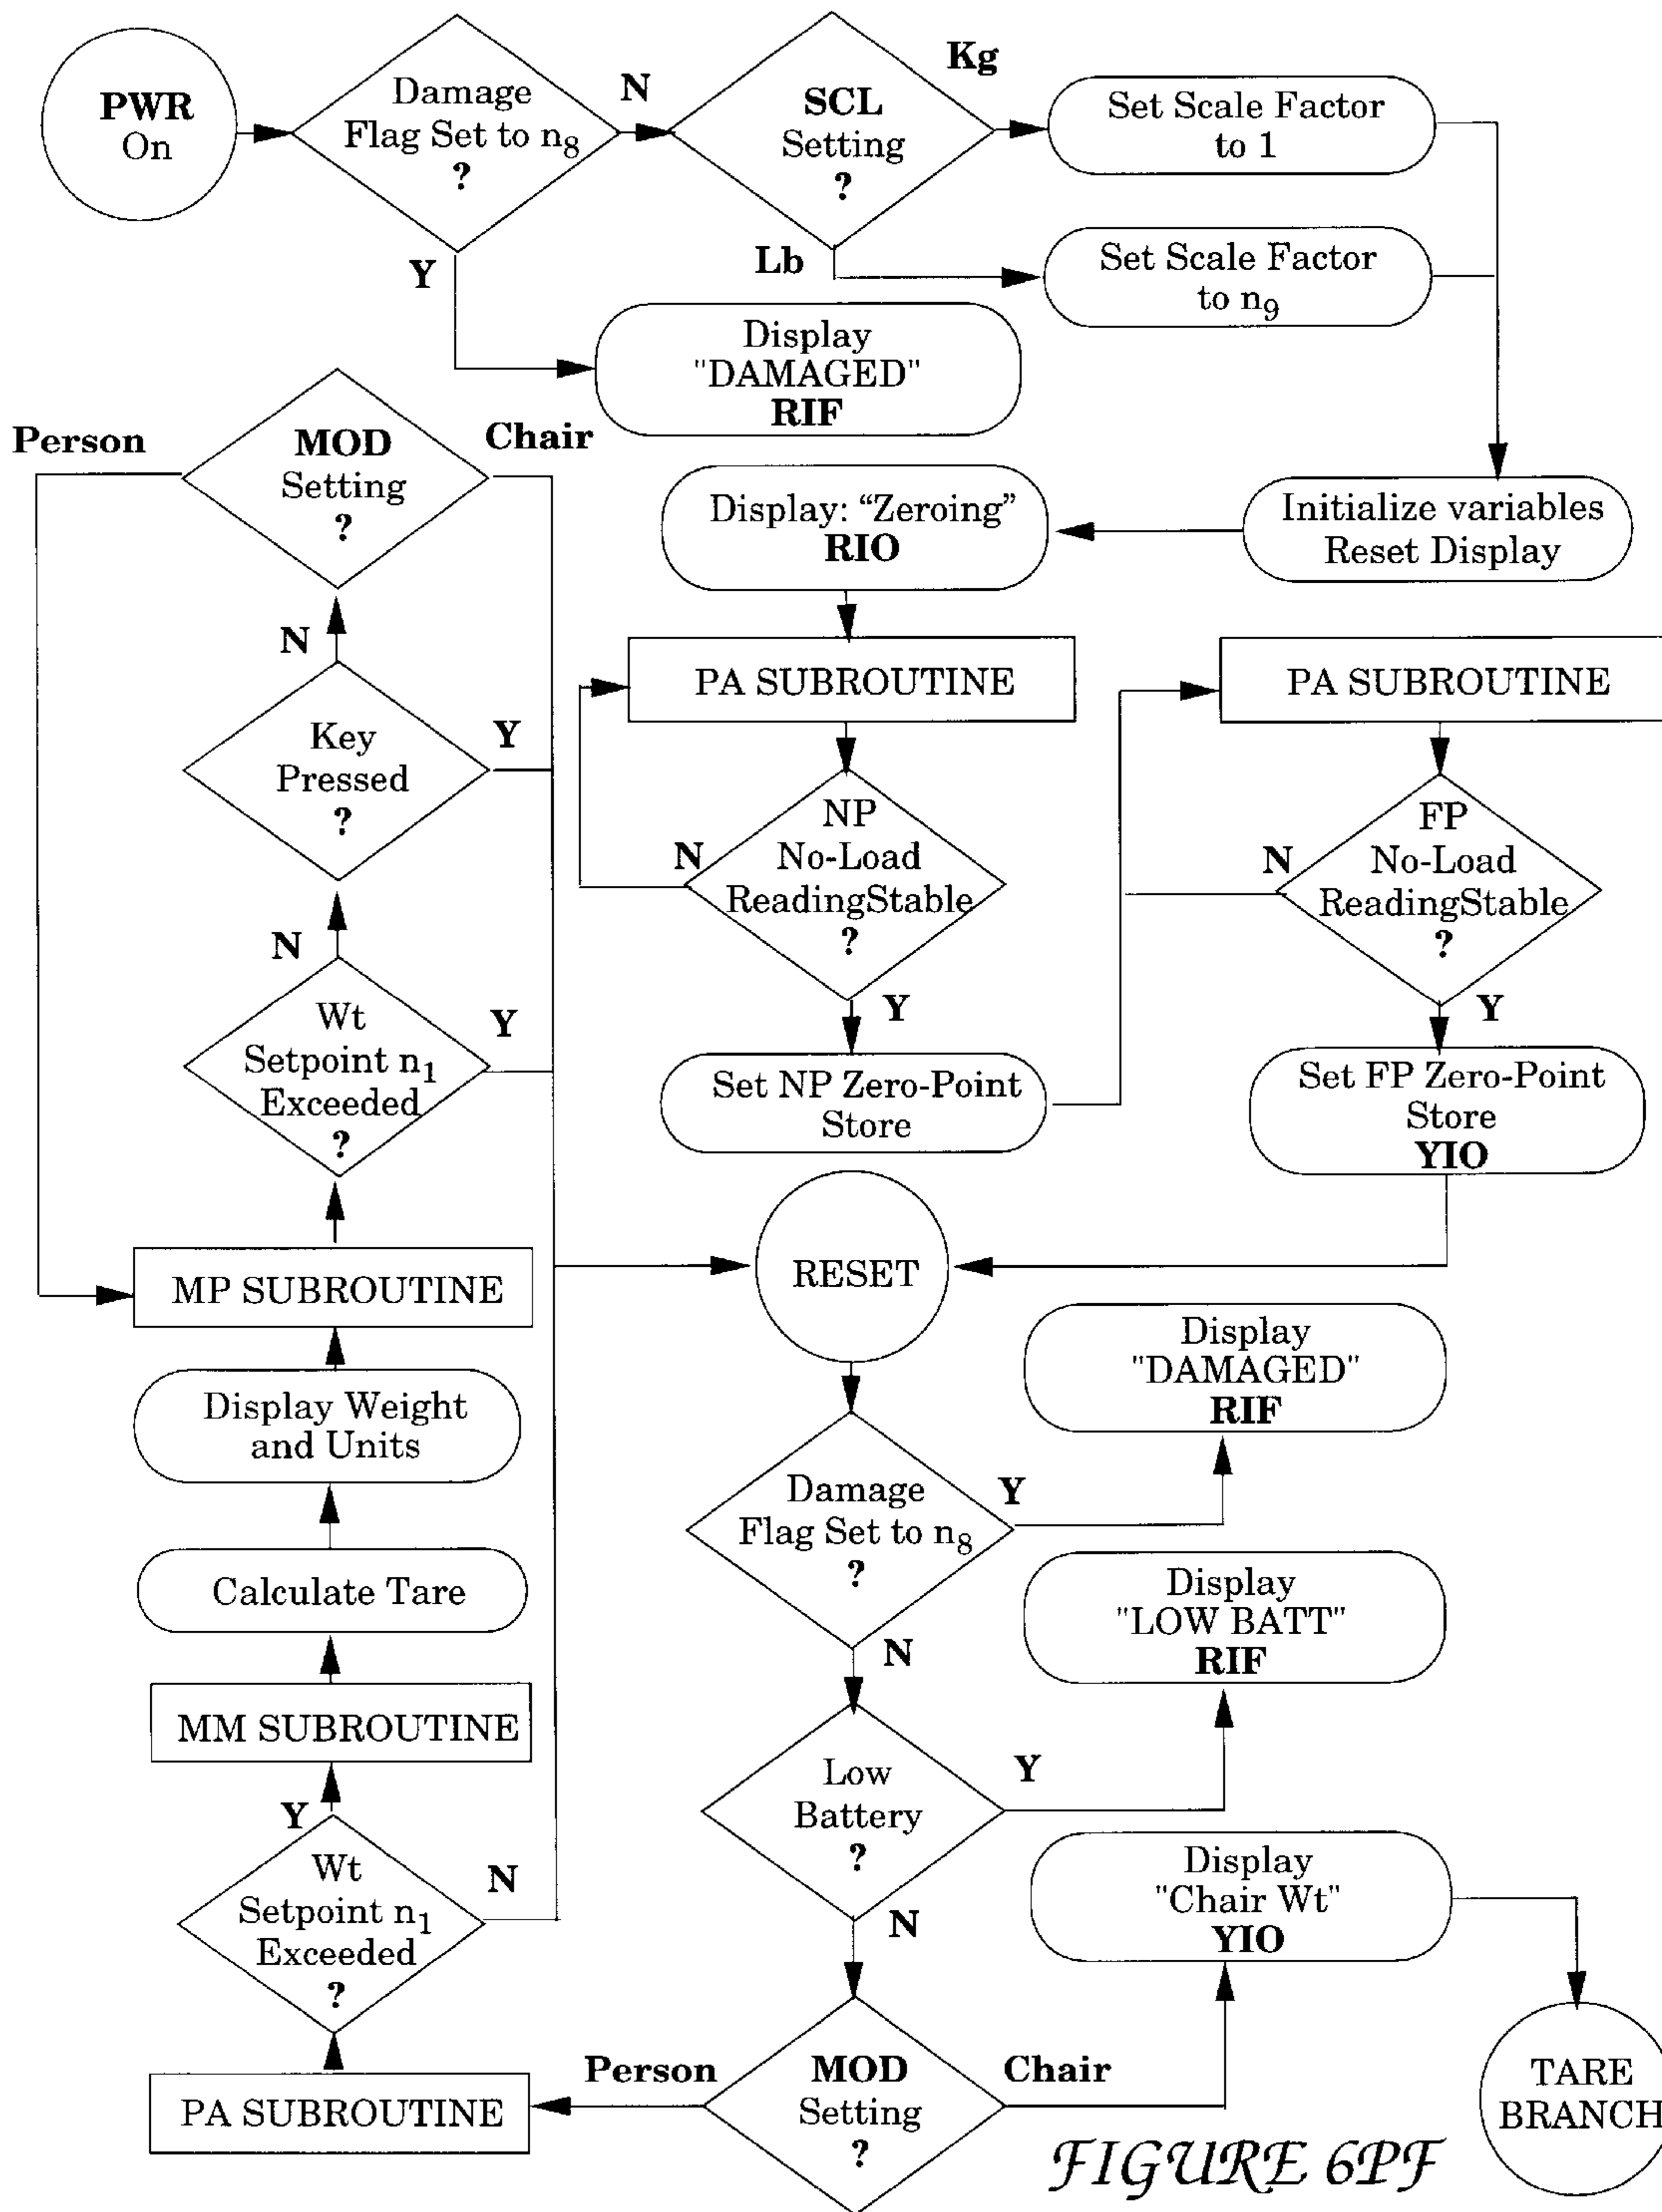 PWR
On
Damage
Flag Set to n8
?
N
Y
SCL
Setting
?
Kg
Lb
Set Scale Factor
to 1
Set Scale Factor
to n9
Display
"DAMAGED"
RIF
Initialize variables
Reset Display
Display: “Zeroing”
RIO
PA SUBROUTINE
NP
No-Load
ReadingStable
?
N
Y
Set NP Zero-Point
Store
PA SUBROUTINE
FP
No-Load
ReadingStable
?
N
Y
Set FP Zero-Point
Store
YIO
RESET
Damage
Flag Set to n8
?
Y
N
Display
"DAMAGED"
RIF
Low
Battery
?
Y
N
Display
"LOW BATT"
RIF
MOD
Setting
?
Person
Chair
Display
"Chair Wt"
YIO
TARE
BRANCH
PA SUBROUTINE
Wt
Setpoint n1
Exceeded
?
Y
N
MM SUBROUTINE
Calculate Tare
Display Weight
and Units
MP SUBROUTINE
Wt
Setpoint n1
Exceeded
?
N
Y
Key
Pressed
?
N
Y
MOD
Setting
?
Person
Chair
FIGURE 6PF